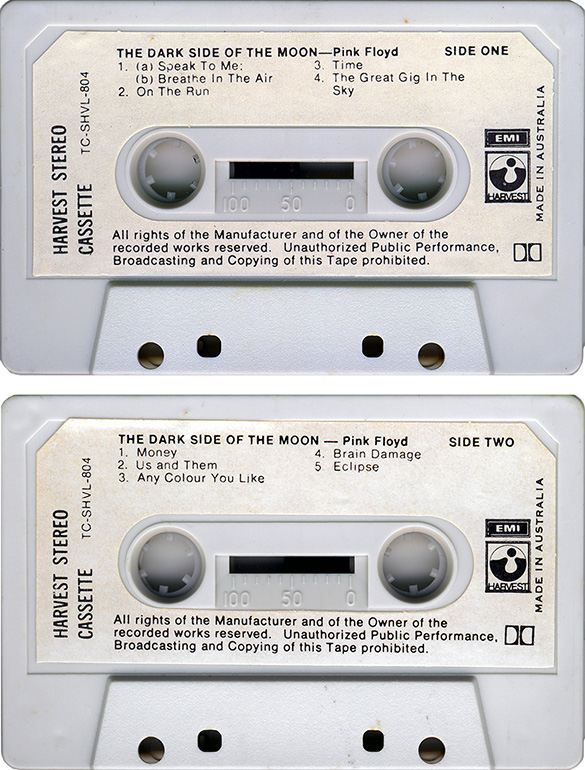 THE DARK SIDE OF THE MOON—Pink Floyd SIDE ONE
1. (a) Speak To Me:
(b) Breathe In The Air
2. On The Run
3. Time
4. The Great Gig In The
Sky
HARVEST STEREO
CASSETTE
TC-SHVL-804
EMI
HARVEST
MADE IN AUSTRALIA
100 50 0
All rights of the Manufacturer and of the Owner of the
recorded works reserved. Unauthorized Public Performance,
Broadcasting and Copying of this Tape prohibited.
THE DARK SIDE OF THE MOON — Pink Floyd SIDE TWO
1. Money
2. Us and Them
3. Any Colour You Like
4. Brain Damage
5 Eclipse
HARVEST STEREO
CASSETTE
TC-SHVL-804
EMI
HARVEST
MADE IN AUSTRALIA
100 50 0
All rights of the Manufacturer and of the Owner of the
recorded works reserved. Unauthorized Public Performance,
Broadcasting and Copying of this Tape prohibited.